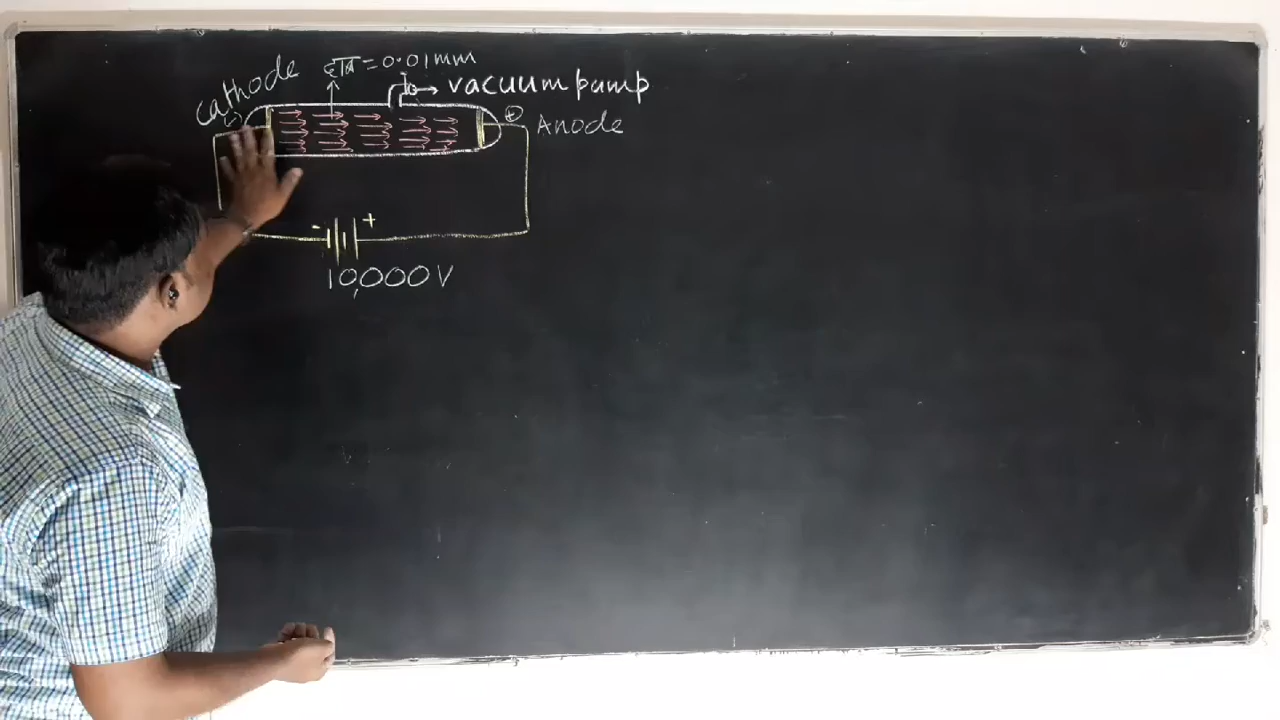 cathode
= 0.01mm
vacuum pump
(-)
+
Anode
- +
10,000V